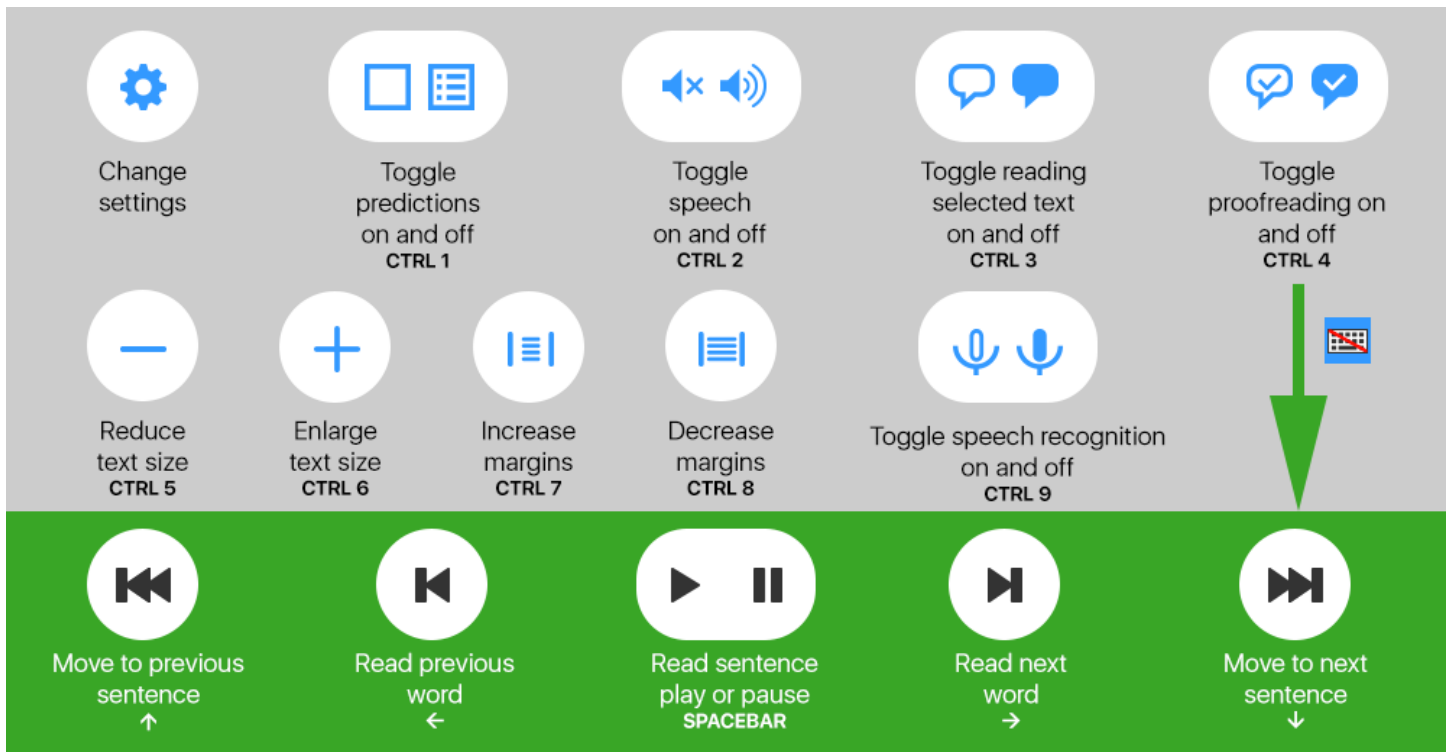 Change
settings
Toggle
predictions
on and off
CTRL 1
Toggle
speech
on and off
CTRL 2
Toggle reading
selected text
on and off
CTRL 3
Toggle
proofreading on
and off
CTRL 4
Reduce
text size
CTRL 5
Enlarge
text size
CTRL 6
Increase
margins
CTRL 7
Decrease
margins
CTRL 8
Toggle speech recognition
on and off
CTRL 9
Move to previous
sentence
↑
Read previous
word
←
Read sentence
play or pause
SPACEBAR
Read next
word
→
Move to next
sentence
↓